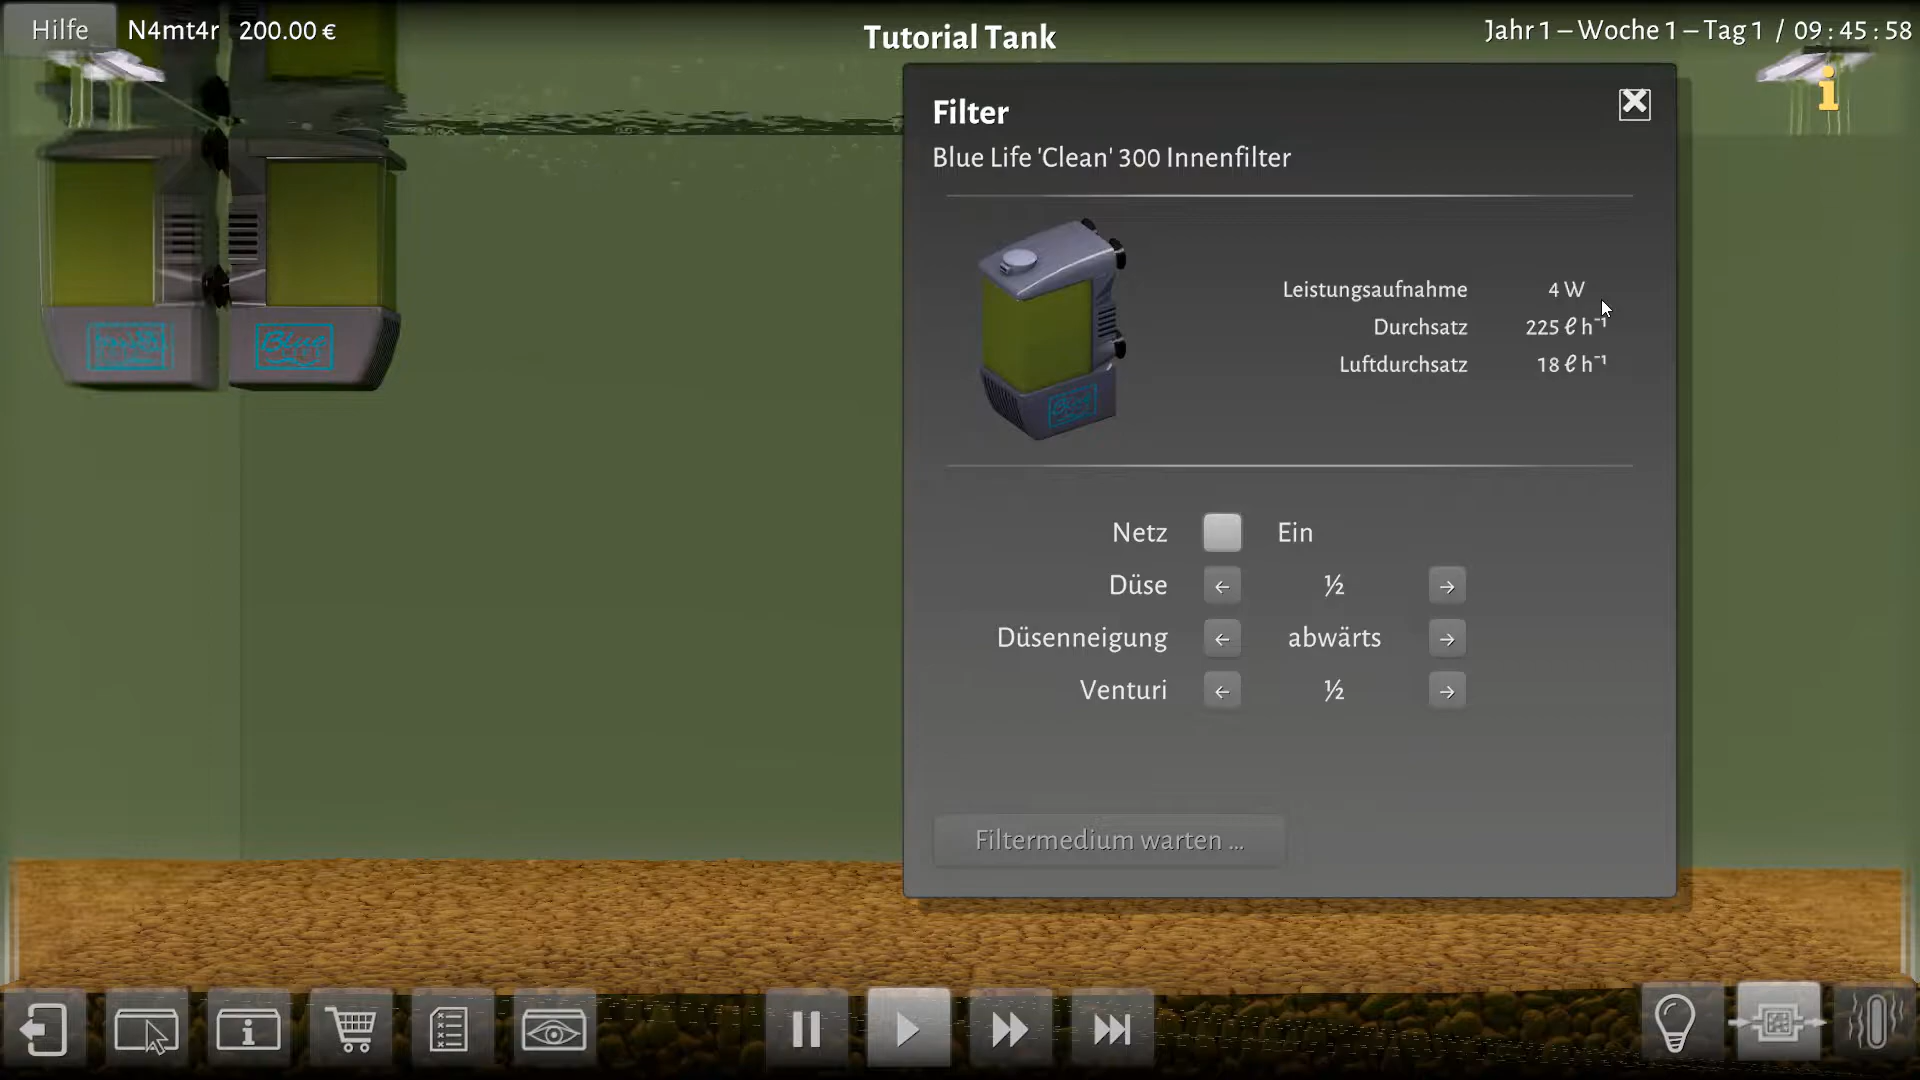 Hilfe N4mt4r 200.00 €
Tutorial Tank
Jahr 1 – Woche 1 – Tag 1 / 09:45:58
Filter
Blue Life 'Clean' 300 Innenfilter
Leistungsaufnahme 4 W
Durchsatz 225 ℓ h⁻¹
Luftdurchsatz 18 ℓ h⁻¹
Blue
Blue
Netz Ein
Düse ← ½ →
Düsenneigung ← abwärts →
Venturi ← ½ →
Filtermedium warten ...